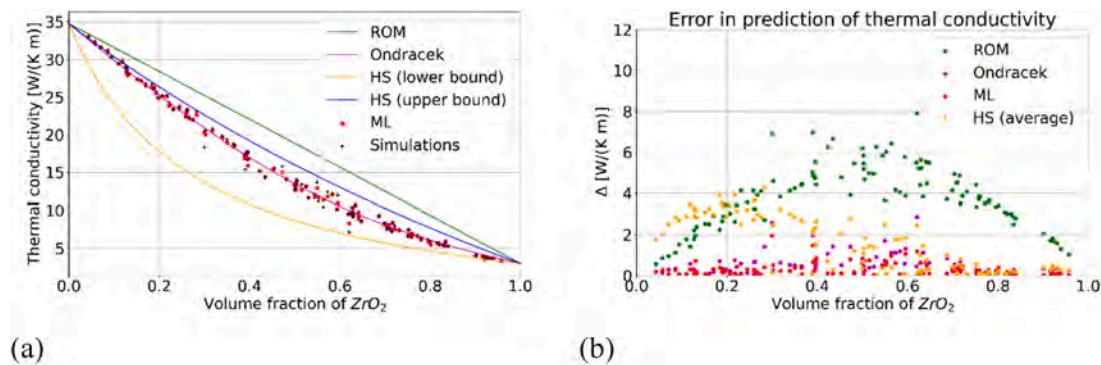 35
30
25
20
15
10
5
0.0
0.2
0.4
0.6
0.8
1.0
Thermal conductivity [W/(K m)]
Volume fraction of ZrO₂
ROM
Ondracek
HS (lower bound)
HS (upper bound)
ML
Simulations
(a)
Error in prediction of thermal conductivity
12
10
8
6
4
2
0
0.0
0.2
0.4
0.6
0.8
1.0
Δ [W/(K m)]
Volume fraction of ZrO₂
ROM
Ondracek
ML
HS (average)
(b)